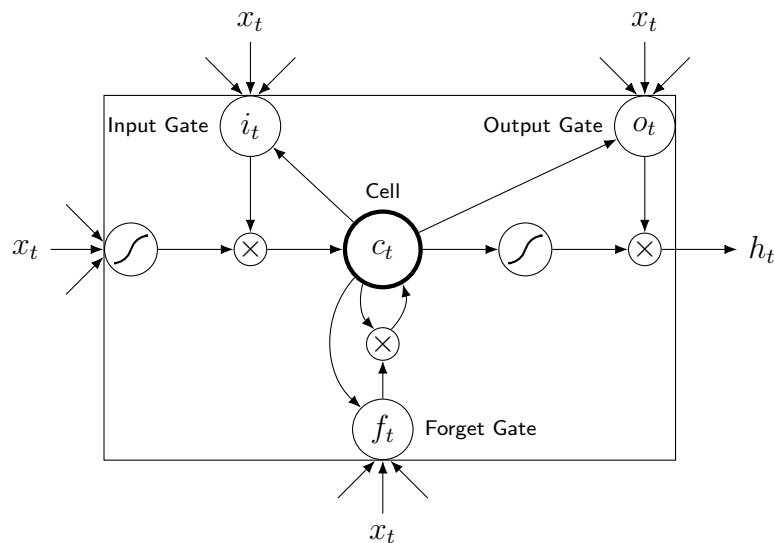 x_t x_t
Input Gate i_t Output Gate o_t
Cell
x_t × c_t × h_t
×
f_t Forget Gate
x_t